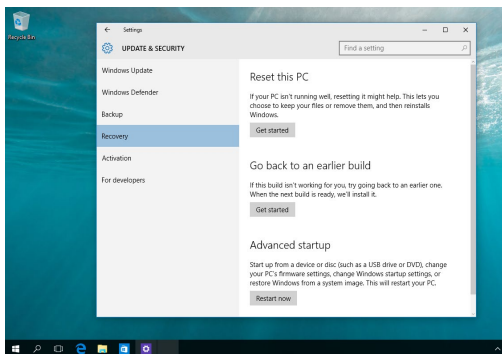 Recycle Bin
Settings
UPDATE & SECURITY
Find a setting
Windows Update
Windows Defender
Backup
Recovery
Activation
For developers
Reset this PC
If your PC isn't running well, resetting it might help. This lets you
choose to keep your files or remove them, and then reinstalls
Windows.
Get started
Go back to an earlier build
If this build isn't working for you, try going back to an earlier one.
When the next build is ready, we'll install it.
Get started
Advanced startup
Start up from a device or disc (such as a USB drive or DVD), change
your PC's firmware settings, change Windows startup settings, or
restore Windows from a system image. This will restart your PC.
Restart now